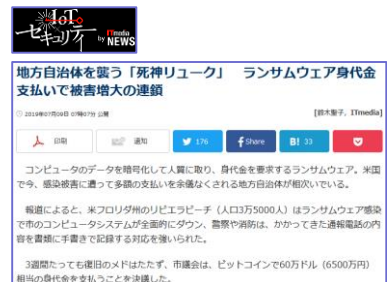 IoT
セキュリティ by ITmedia NEWS
地方自治体を襲う「死神リューク」 ランサムウェア身代金
支払いで被害増大の連鎖
2019年07月09日 07時07分 公開
[鈴木聖子, ITmedia]
印刷 通知 176 Share B! 33
コンピュータのデータを暗号化して人質に取り、身代金を要求するランサムウェア。米国
で今、感染被害に遭って多額の支払いを余儀なくされる地方自治体が相次いでいる。
報道によると、米フロリダ州のリビエラビーチ（人口3万5000人）はランサムウェア感染
で市のコンピュータシステムが全面的にダウン、警察や消防は、かかってきた通報電話の内
容を書類に手書きで記録する対応を強いられた。
3週間たっても復旧のメドはたたず、市議会は、ビットコインで60万ドル（6500万円）
相当の身代金を支払うことを決議した。